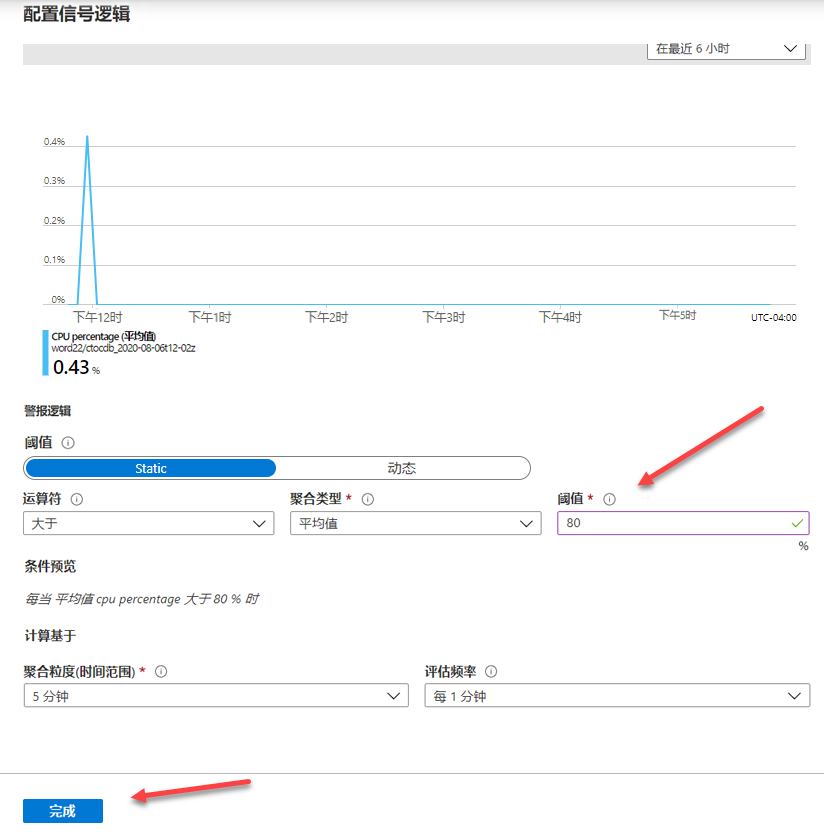 配置信号逻辑
在最近 6 小时
0.4%
0.3%
0.2%
0.1%
0%
下午12时 下午1时 下午2时 下午3时 下午4时 下午5时 UTC-04:00
CPU percentage (平均值)
word22/ctocdb_2020-08-06t12-02z
0.43 %
警报逻辑
阈值
Static 动态
运算符 聚合类型 * 阈值 *
大于 平均值 80
%
条件预览
每当 平均值 cpu percentage 大于 80 % 时
计算基于
聚合粒度(时间范围) * 评估频率
5 分钟 每 1 分钟
完成